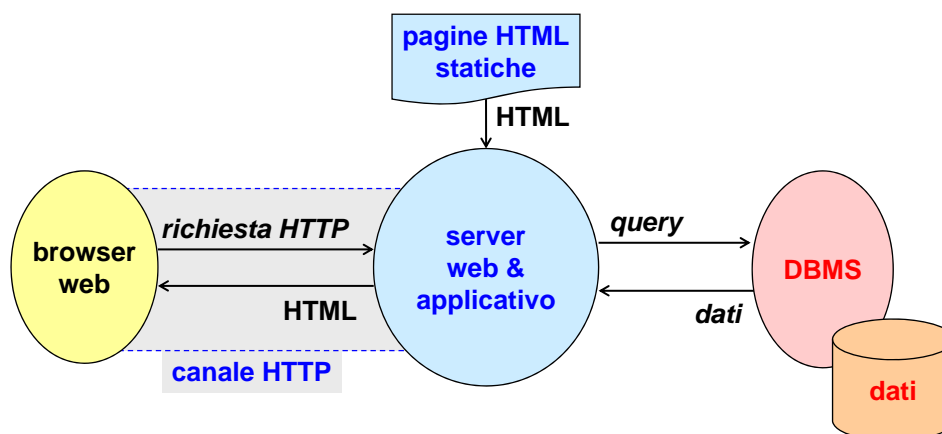 pagine HTML
statiche
HTML
richiesta HTTP
browser
web
HTML
canale HTTP
server
web &
applicativo
query
dati
DBMS
dati